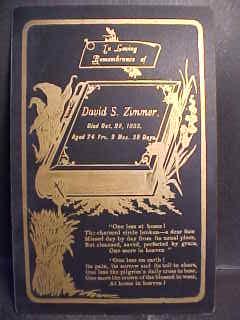 In Loving
Remembrance of
David S. Zimmer,
Died Oct. 29,
Aged 74 Yrs. 9 Mos. 28 Days.
"One less at home!
The charmed circle broken—a dear face
Missed day by day from its usual place,
But cleansed, saved, perfected by grace,
One more in heaven
"One less on earth!
Its pain, its sorrow and its toil to share,
One less the pilgrim's daily cross to bear,
One more the crown of the blessed to wear,
At home in heaven!